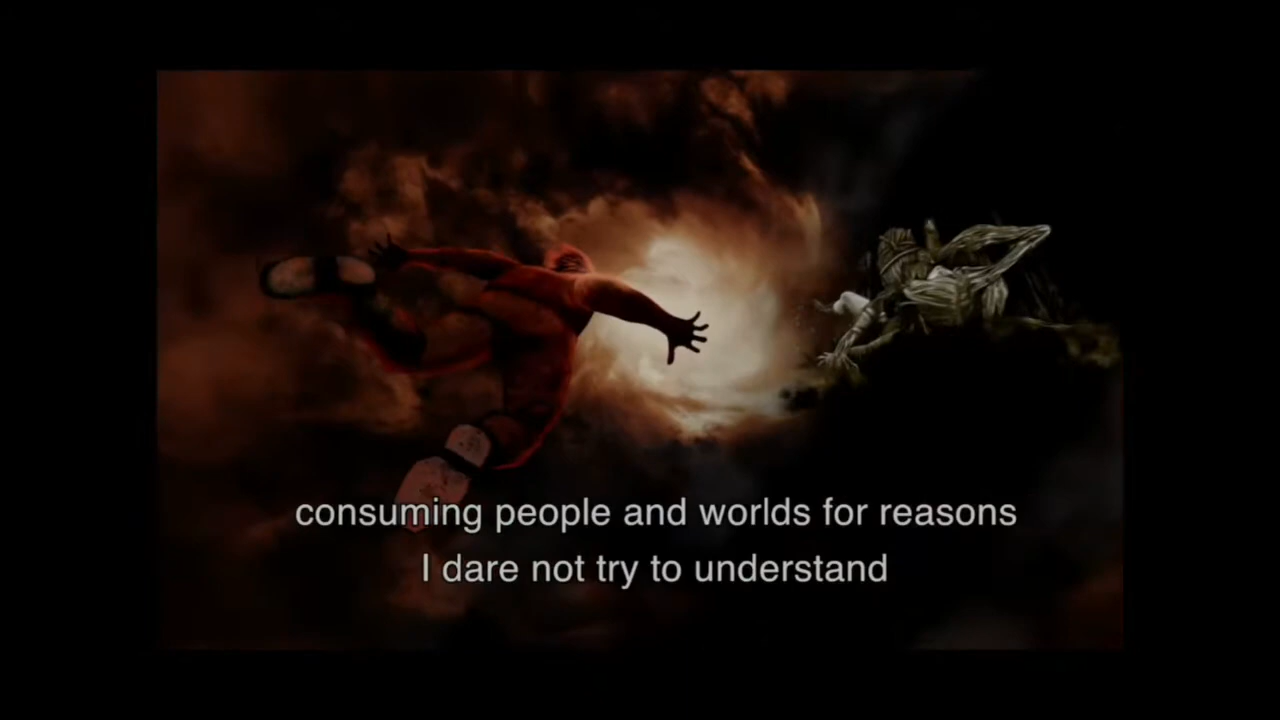 consuming people and worlds for reasons
I dare not try to understand